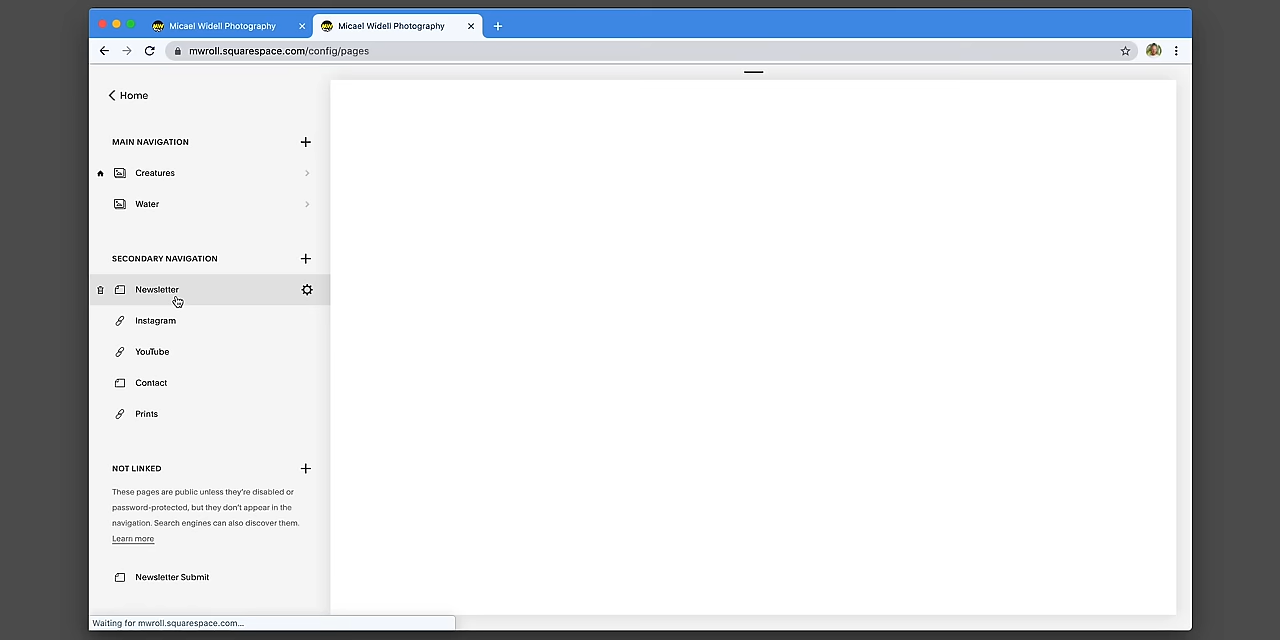 Micael Widell Photography
Micael Widell Photography
mwroll.squarespace.com/config/pages
Home
MAIN NAVIGATION
Creatures
Water
SECONDARY NAVIGATION
Newsletter
Instagram
YouTube
Contact
Prints
NOT LINKED
These pages are public unless they're disabled or
password-protected, but they don't appear in the
navigation. Search engines can also discover them.
Learn more
Newsletter Submit
Waiting for mwroll.squarespace.com...